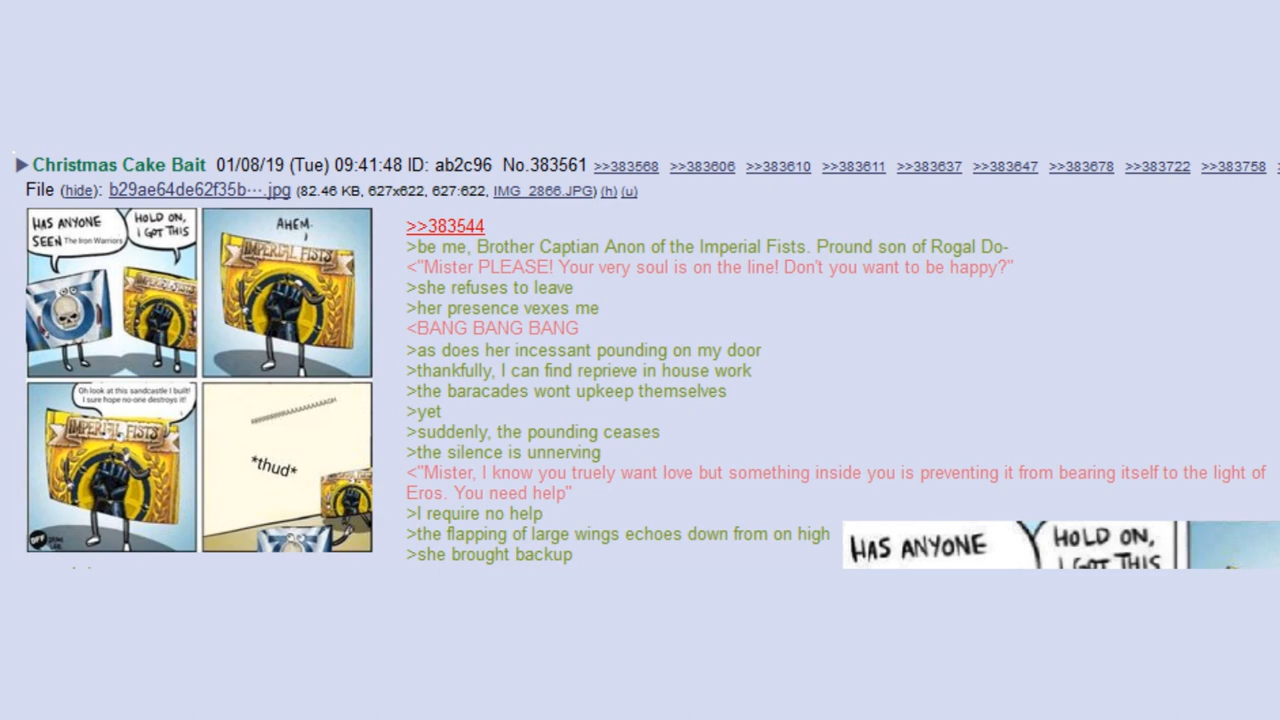 Christmas Cake Bait 01/08/19 (Tue) 09:41:48 ID: ab2c96 No.383561 >>383568 >>383606 >>383610 >>383611 >>383637 >>383647 >>383678 >>383722 >>383758
File (hide): b29ae64de62f35b···.jpg (82.46 KB, 627x622, 627:622, IMG_2866.JPG) (h) (u)
HAS ANYONE
SEEN The Iron Warriors
HOLD ON,
I GOT THIS
IMPERIAL FISTS
AHEM.
IMPERIAL FISTS
Oh look at this sandcastle I built!
I sure hope no-one destroys it!
IMPERIAL FISTS
OFF
*thud*
>>383544
>be me, Brother Captian Anon of the Imperial Fists. Pround son of Rogal Do-
<"Mister PLEASE! Your very soul is on the line! Don't you want to be happy?"
>she refuses to leave
>her presence vexes me
<BANG BANG BANG
>as does her incessant pounding on my door
>thankfully, I can find reprieve in house work
>the baracades wont upkeep themselves
>yet
>suddenly, the pounding ceases
>the silence is unnerving
<"Mister, I know you truely want love but something inside you is preventing it from bearing itself to the light of
Eros. You need help"
>I require no help
>the flapping of large wings echoes down from on high
>she brought backup
HAS ANYONE
HOLD ON,
I GOT THIS